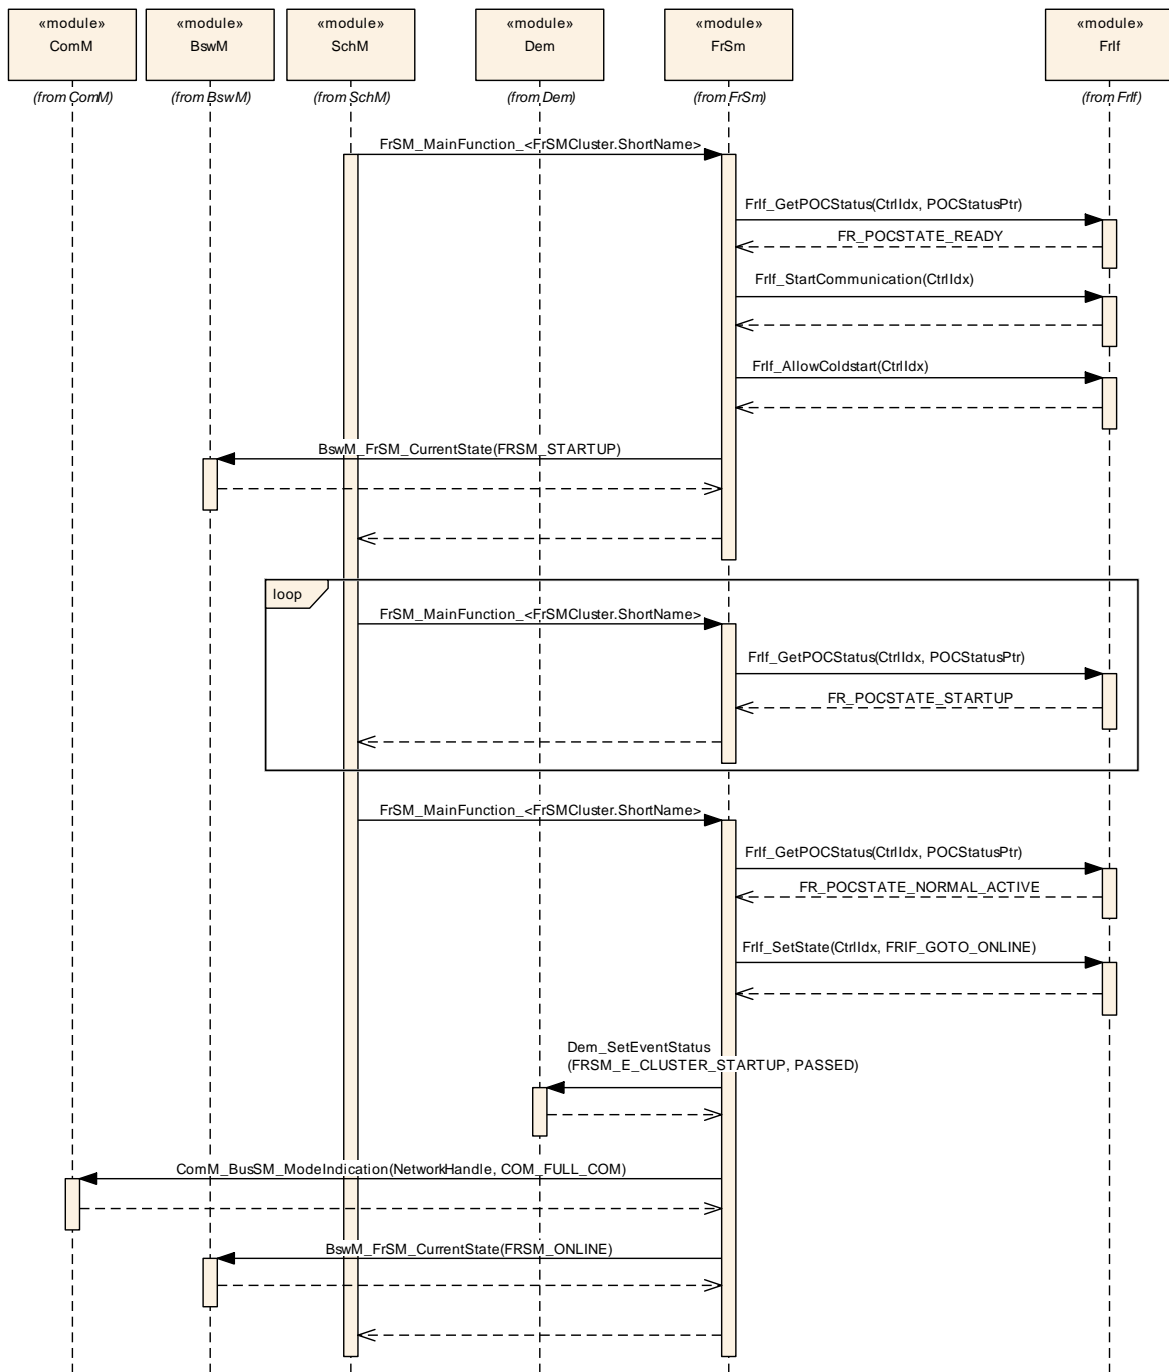 «module» «module» «module» «module» «module» «module»
ComM BswM SchM Dem FrSm FrIf
(from ComM) (from BswM) (from SchM) (from Dem) (from FrSm) (from FrIf)
FrSM_MainFunction_<FrSMCluster.ShortName>
FrIf_GetPOCStatus(CtrlIdx, POCStatusPtr)
FR_POCSTATE_READY
FrIf_StartCommunication(CtrlIdx)
FrIf_AllowColdstart(CtrlIdx)
BswM_FrSM_CurrentState(FRSM_STARTUP)
loop
FrSM_MainFunction_<FrSMCluster.ShortName>
FrIf_GetPOCStatus(CtrlIdx, POCStatusPtr)
FR_POCSTATE_STARTUP
FrSM_MainFunction_<FrSMCluster.ShortName>
FrIf_GetPOCStatus(CtrlIdx, POCStatusPtr)
FR_POCSTATE_NORMAL_ACTIVE
FrIf_SetState(CtrlIdx, FRIF_GOTO_ONLINE)
Dem_SetEventStatus
(FRSM_E_CLUSTER_STARTUP, PASSED)
ComM_BusSM_ModeIndication(NetworkHandle, COM_FULL_COM)
BswM_FrSM_CurrentState(FRSM_ONLINE)